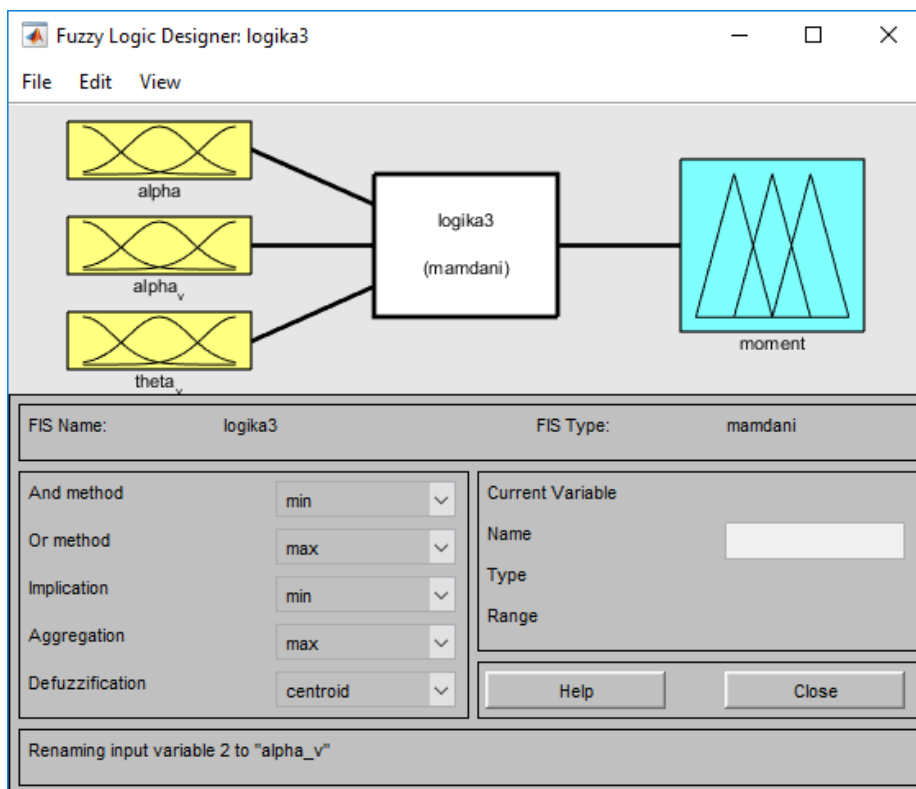 Fuzzy Logic Designer: logika3
File Edit View
alpha
alpha_v
theta_v
logika3
(mamdani)
moment
FIS Name: logika3 FIS Type: mamdani
And method min
Or method max
Implication min
Aggregation max
Defuzzification centroid
Current Variable
Name
Type
Range
Help Close
Renaming input variable 2 to "alpha_v"